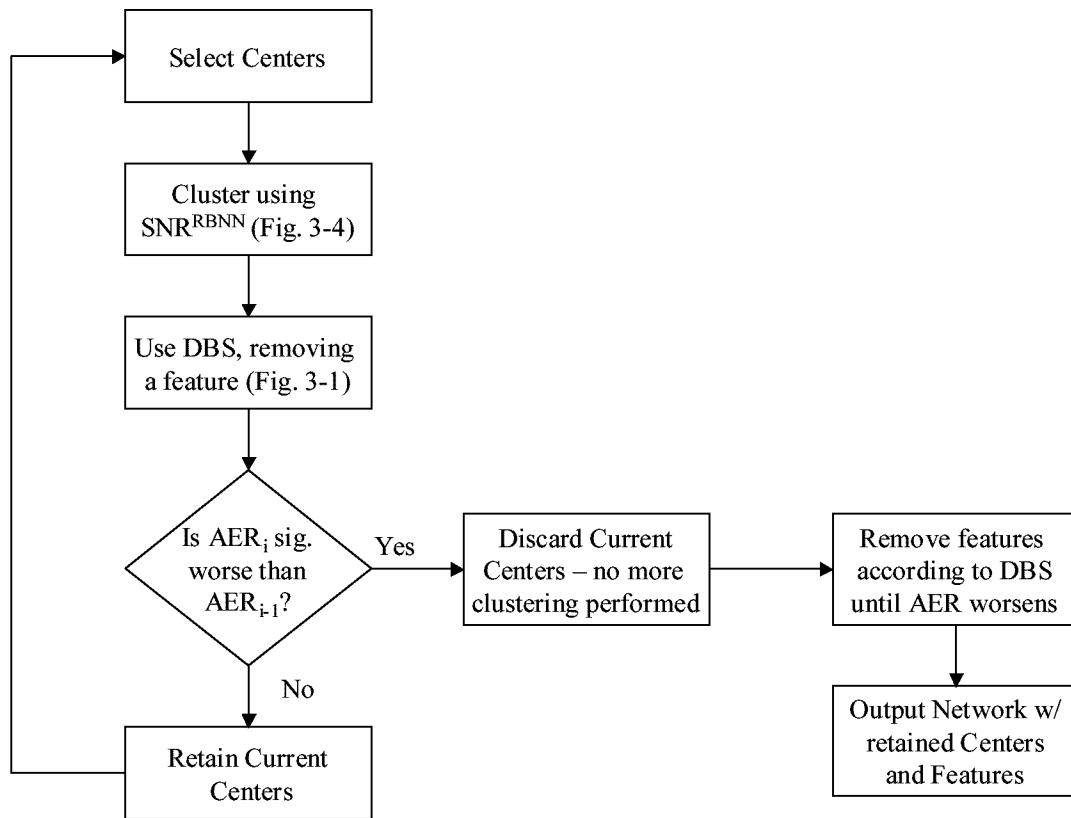 Select Centers
Cluster using
SNR^RBNN (Fig. 3-4)
Use DBS, removing
a feature (Fig. 3-1)
Is AER_i sig.
worse than
AER_i-1?
Yes
Discard Current
Centers – no more
clustering performed
Remove features
according to DBS
until AER worsens
No
Retain Current
Centers
Output Network w/
retained Centers
and Features